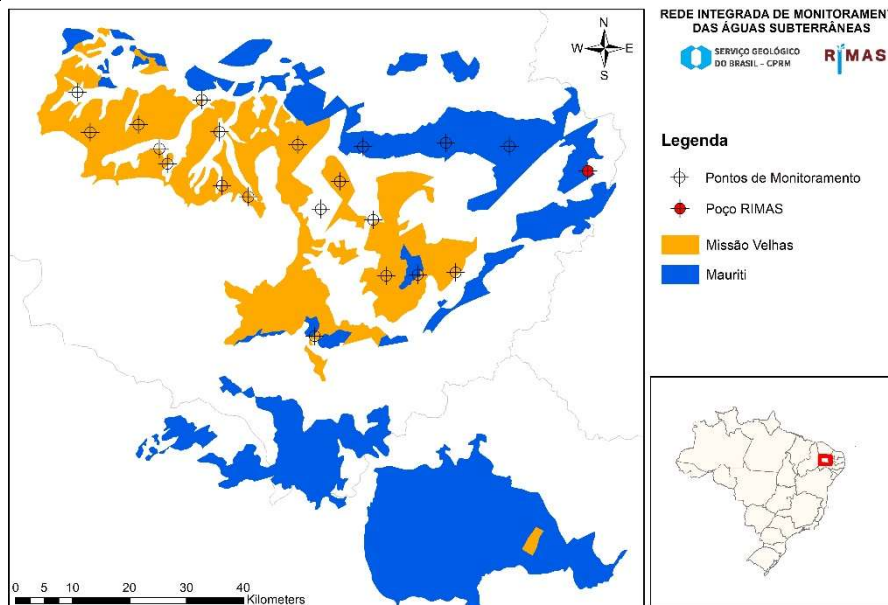 REDE INTEGRADA DE MONITORAMENT
DAS ÁGUAS SUBTERRÂNEAS
SERVIÇO GEOLÓGICO
DO BRASIL – CPRM
RIMAS
N
W E
S
Legenda
Pontos de Monitoramento
Poço RIMAS
Missão Velhas
Mauriti
0 5 10 20 30 40
Kilometers